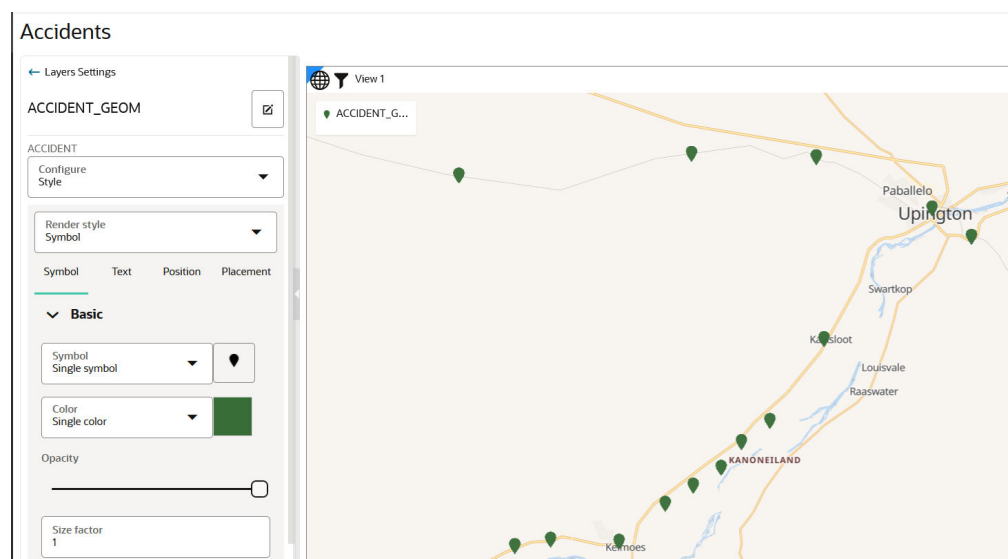 Accidents
← Layers Settings
ACCIDENT_GEOM
ACCIDENT
Configure
Style
Render style
Symbol
Symbol Text Position Placement
Basic
Symbol
Single symbol
Color
Single color
Opacity
Size factor
1
View 1
ACCIDENT_G...
Paballelo
Upington
Swartkop
Louisvale
Raaswater
KANONEILAND